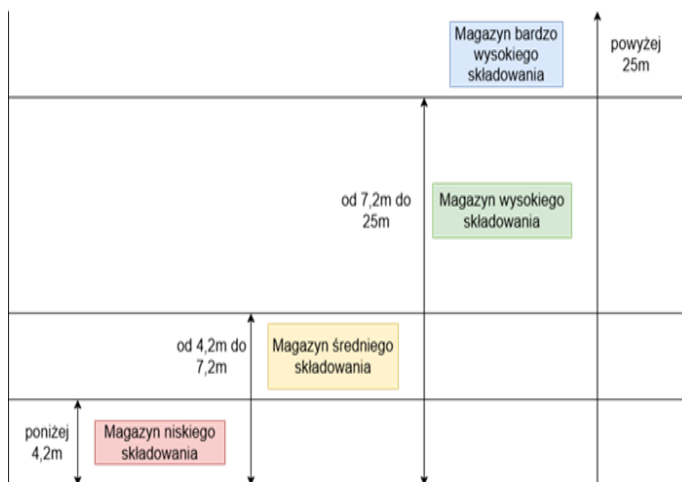 Magazyn bardzo
wysokiego
składowania
powyżej
25m
od 7,2m do
25m
Magazyn wysokiego
składowania
od 4,2m do
7,2m
Magazyn średniego
składowania
poniżej
4,2m
Magazyn niskiego
składowania